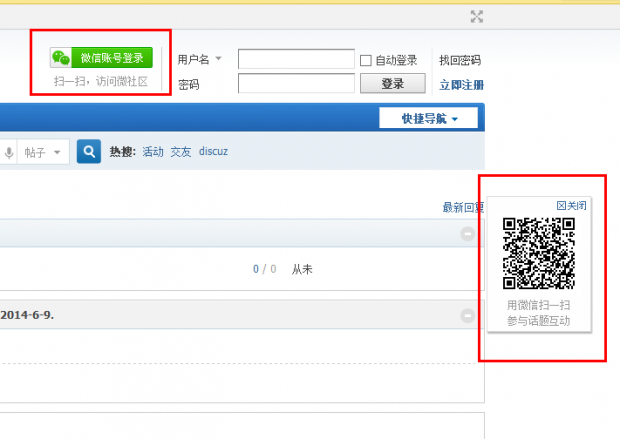 微信账号登录
用户名
自动登录
找回密码
扫一扫，访问微社区
密码
登录
立即注册
快捷导航
帖子
热搜: 活动 交友 discuz
最新回复
关闭
0 / 0 从未
用微信扫一扫
参与话题互动
2014-6-9.